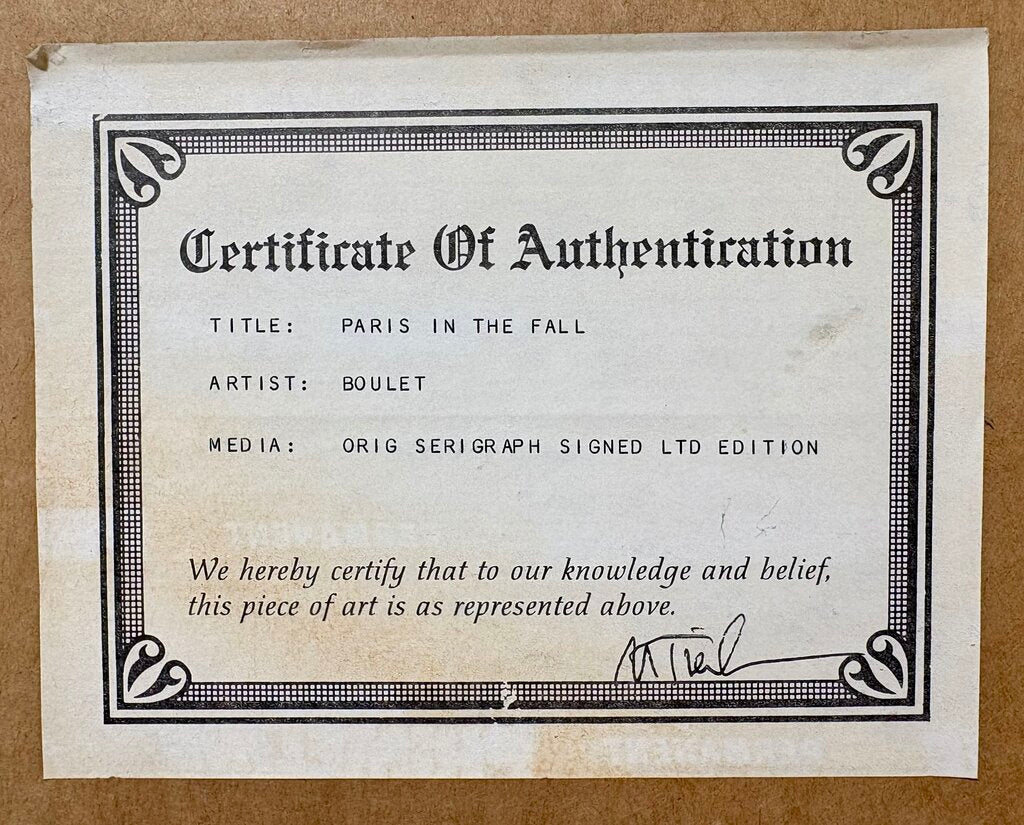 Certificate Of Authentication
TITLE: PARIS IN THE FALL
ARTIST: BOULET
MEDIA: ORIG SERIGRAPH SIGNED LTD EDITION
We hereby certify that to our knowledge and belief,
this piece of art is as represented above.